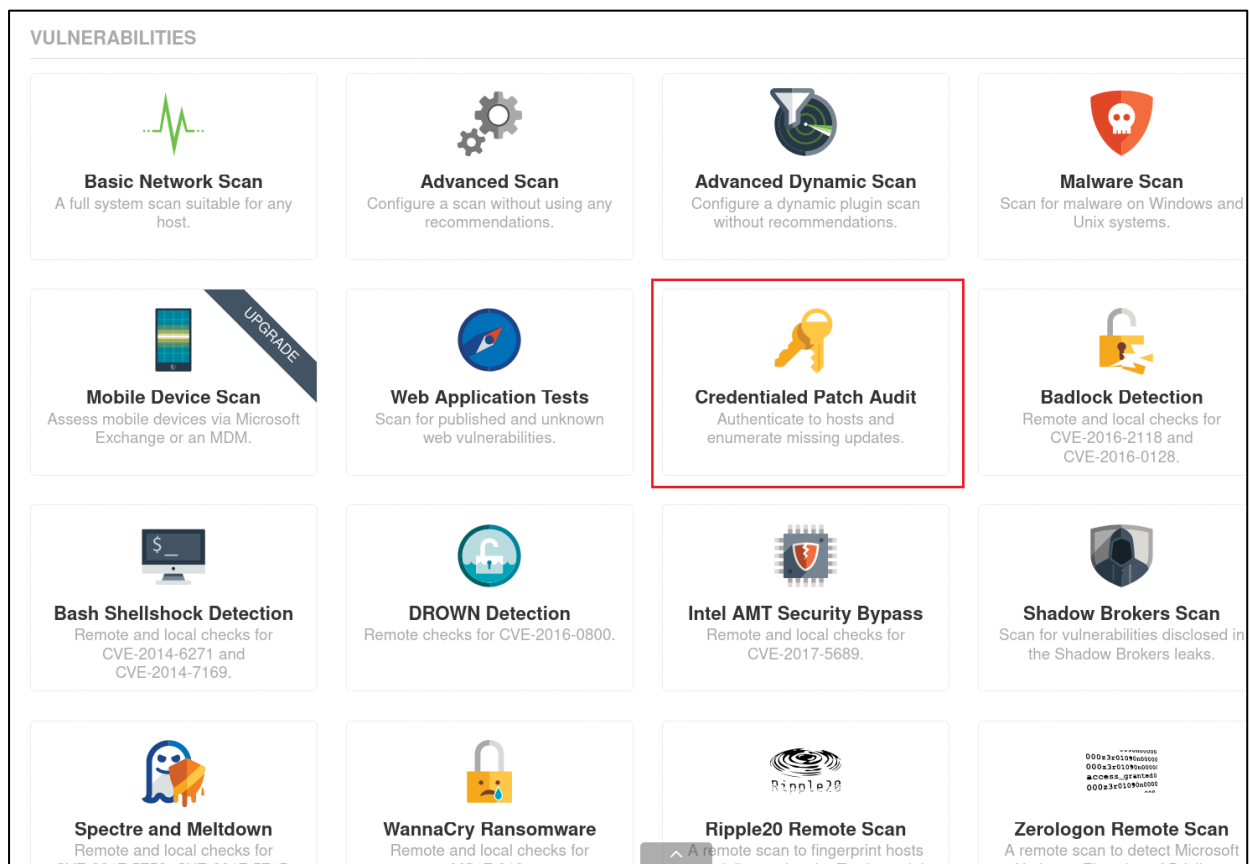 VULNERABILITIES
Basic Network Scan
A full system scan suitable for any
host.
Advanced Scan
Configure a scan without using any
recommendations.
Advanced Dynamic Scan
Configure a dynamic plugin scan
without recommendations.
Malware Scan
Scan for malware on Windows and
Unix systems.
UPGRADE
Mobile Device Scan
Assess mobile devices via Microsoft
Exchange or an MDM.
Web Application Tests
Scan for published and unknown
web vulnerabilities.
Credentialed Patch Audit
Authenticate to hosts and
enumerate missing updates.
Badlock Detection
Remote and local checks for
CVE-2016-2118 and
CVE-2016-0128.
$_
Bash Shellshock Detection
Remote and local checks for
CVE-2014-6271 and
CVE-2014-7169.
DROWN Detection
Remote checks for CVE-2016-0800.
Intel AMT Security Bypass
Remote and local checks for
CVE-2017-5689.
Shadow Brokers Scan
Scan for vulnerabilities disclosed in
the Shadow Brokers leaks.
Spectre and Meltdown
Remote and local checks for
WannaCry Ransomware
Remote and local checks for
Ripple20
Ripple20 Remote Scan
A remote scan to fingerprint hosts
000z3r01090n00000
000z3r01090n00000
access_granted0
000z3r01090n00000
Zerologon Remote Scan
A remote scan to detect Microsoft